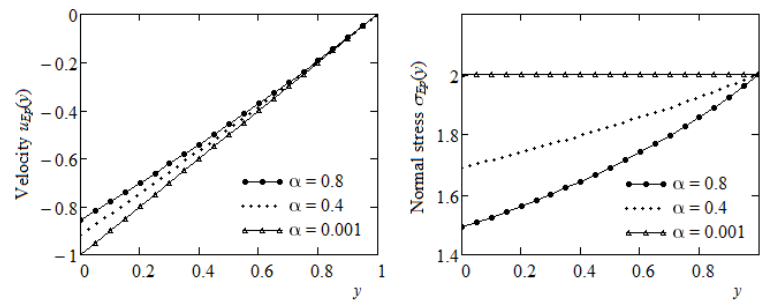 0
−0.2
−0.4
−0.6
−0.8
−1
0
0.2
0.4
0.6
0.8
1
Velocity u_Ep(y)
y
α = 0.8
α = 0.4
α = 0.001
2
1.8
1.6
1.4
0
0.2
0.4
0.6
0.8
Normal stress σ_Ep(y)
y
α = 0.8
α = 0.4
α = 0.001